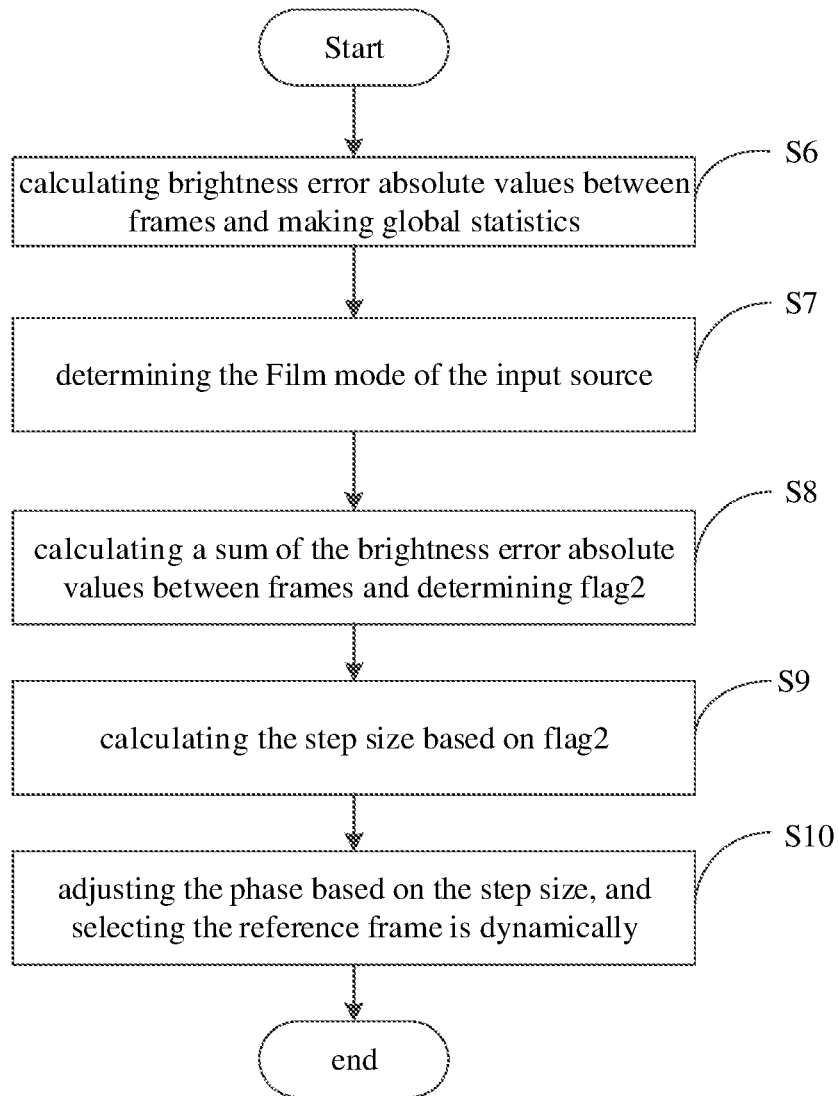 Start
S6
calculating brightness error absolute values between
frames and making global statistics
S7
determining the Film mode of the input source
S8
calculating a sum of the brightness error absolute
values between frames and determining flag2
S9
calculating the step size based on flag2
S10
adjusting the phase based on the step size, and
selecting the reference frame is dynamically
end